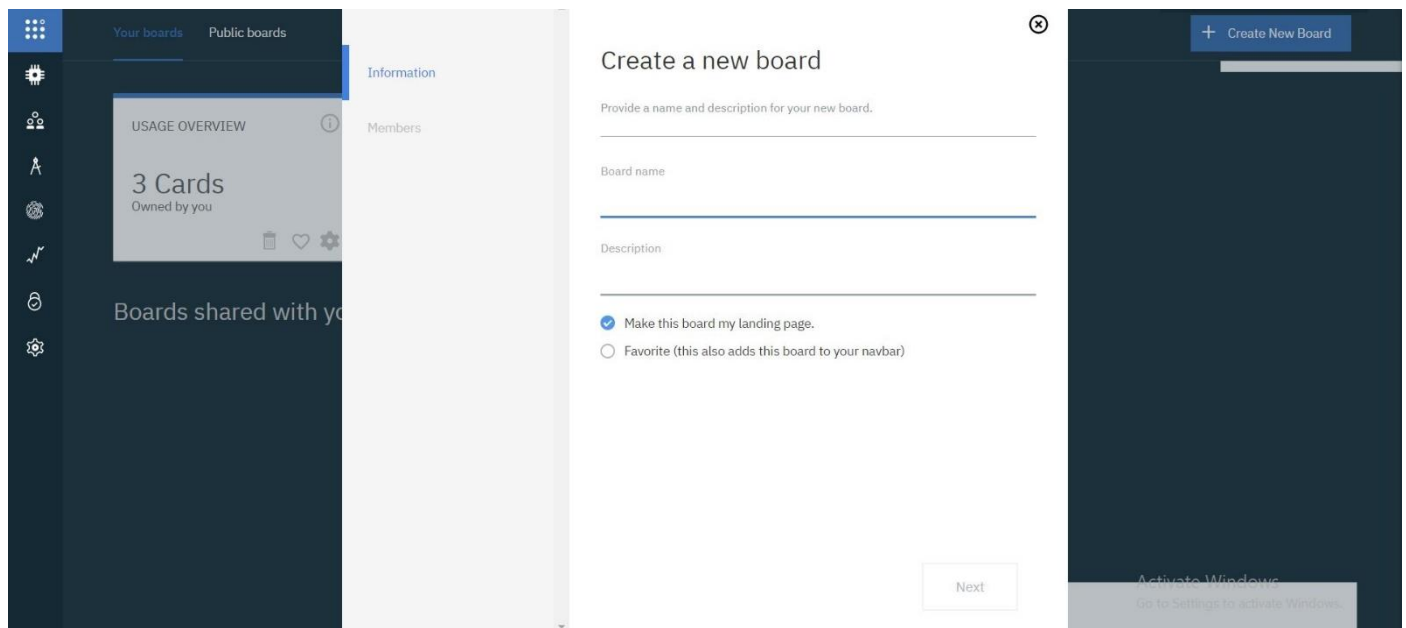 Your boards
Public boards
USAGE OVERVIEW
3 Cards
Owned by you
Boards shared with yo
Information
Members
Create a new board
Provide a name and description for your new board.
Board name
Description
Make this board my landing page.
Favorite (this also adds this board to your navbar)
Next
+ Create New Board
Activate Windows
Go to Settings to activate Windows.